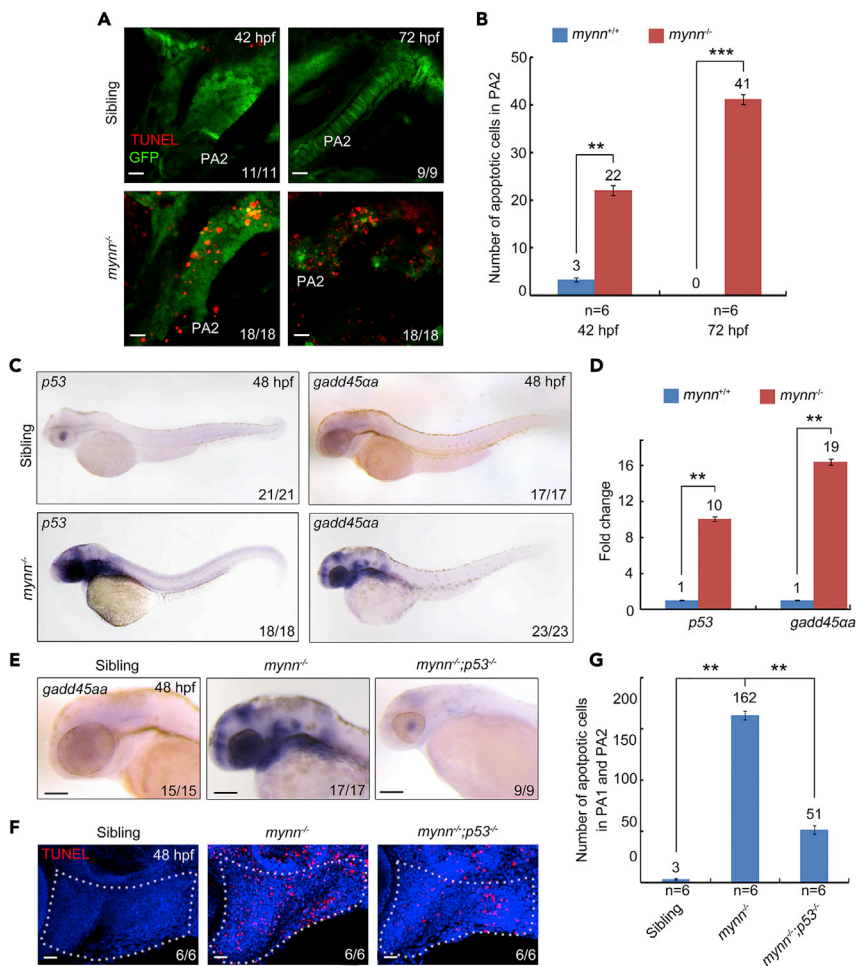 A
42 hpf
72 hpf
Sibling
TUNEL
GFP
PA2
11/11
PA2
9/9
mynn-/-
PA2
18/18
PA2
18/18
B
mynn+/+
mynn-/-
Number of apoptotic cells in PA2
50
40
30
20
10
0
3
**
22
0
***
41
n=6
n=6
42 hpf
72 hpf
C
p53
48 hpf
gadd45αa
48 hpf
Sibling
21/21
17/17
p53
gadd45αa
mynn-/-
18/18
23/23
D
mynn+/+
mynn-/-
Fold change
16
12
8
4
0
1
**
10
1
**
19
p53
gadd45αa
E
Sibling
mynn-/-
mynn-/-;p53-/-
gadd45aa
48 hpf
15/15
17/17
9/9
F
Sibling
mynn-/-
mynn-/-;p53-/-
TUNEL
48 hpf
6/6
6/6
6/6
G
Number of apotpotic cells
in PA1 and PA2
200
150
100
50
0
**
**
3
162
51
n=6
n=6
n=6
Sibling
mynn-/-
mynn-/-;p53-/-